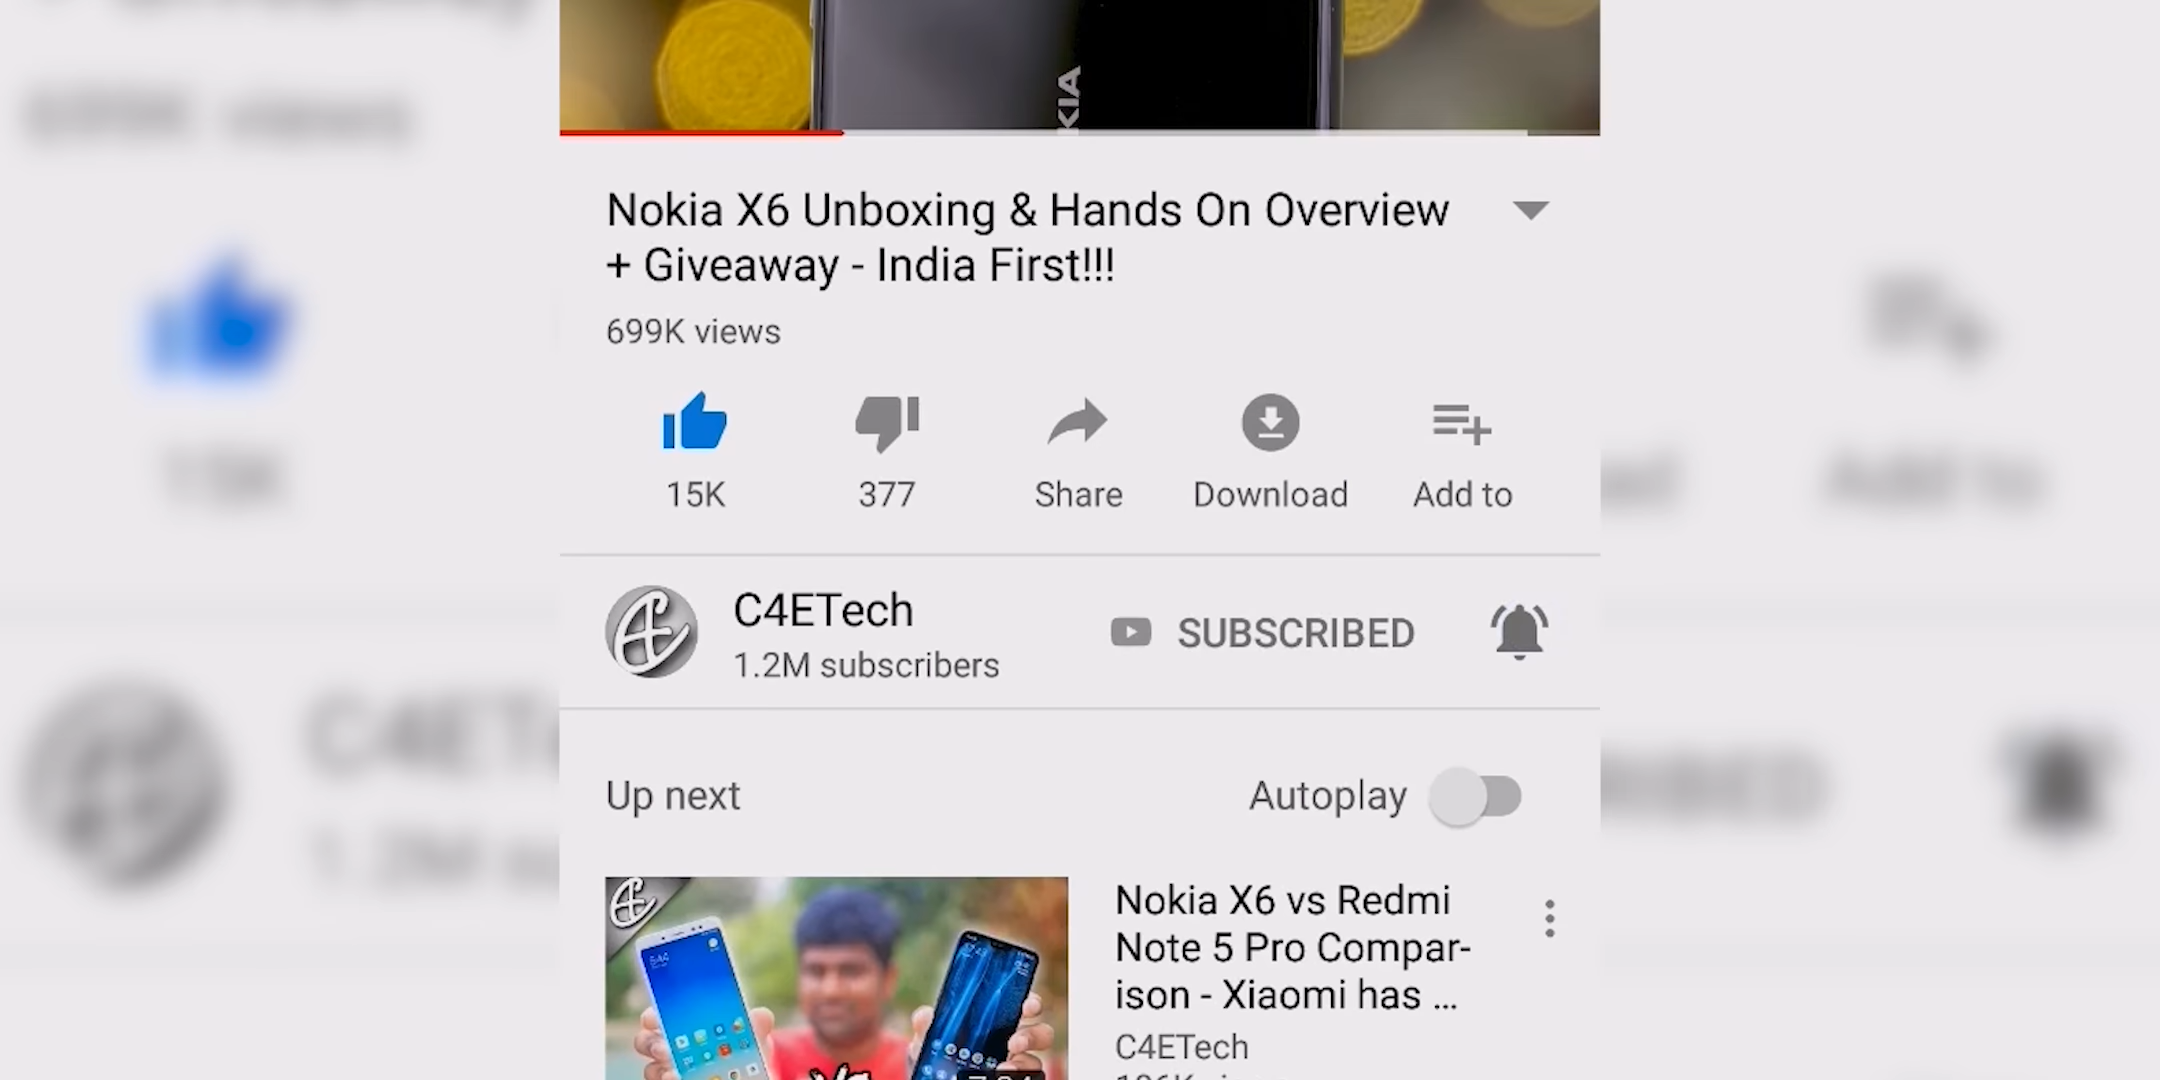 KIA
Nokia X6 Unboxing & Hands On Overview
+ Giveaway - India First!!!
699K views
15K
377
Share
Download
Add to
C4ETech
1.2M subscribers
SUBSCRIBED
Up next
Autoplay
Nokia X6 vs Redmi
Note 5 Pro Compar-
ison - Xiaomi has ...
C4ETech